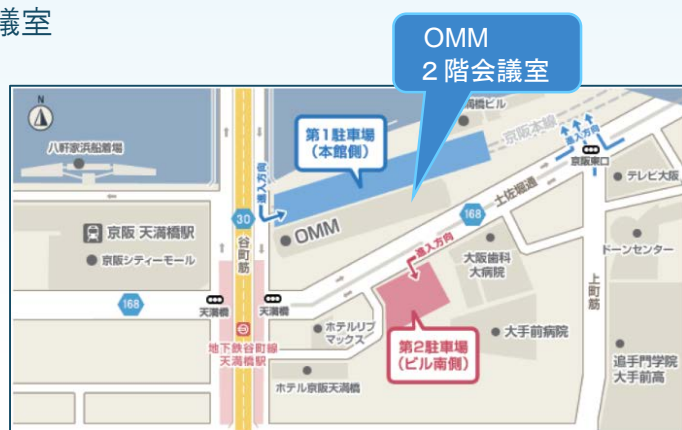 議室
OMM
２階会議室
N
八軒家浜船着場
京阪 天満橋駅
京阪シティーモール
168
天満橋
進入方向
30
谷町筋
第1駐車場
（本館側）
OMM
橋ビル
京阪本線
進入方向
京阪東口
テレビ大阪
土佐堀通
168
進入方向
大阪歯科
大病院
ドーンセンター
上町筋
天満橋
地下鉄谷町線
天満橋駅
ホテルリブ
マックス
第2駐車場
（ビル南側）
大手前病院
追手門学院
大手前高
ホテル京阪天満橋